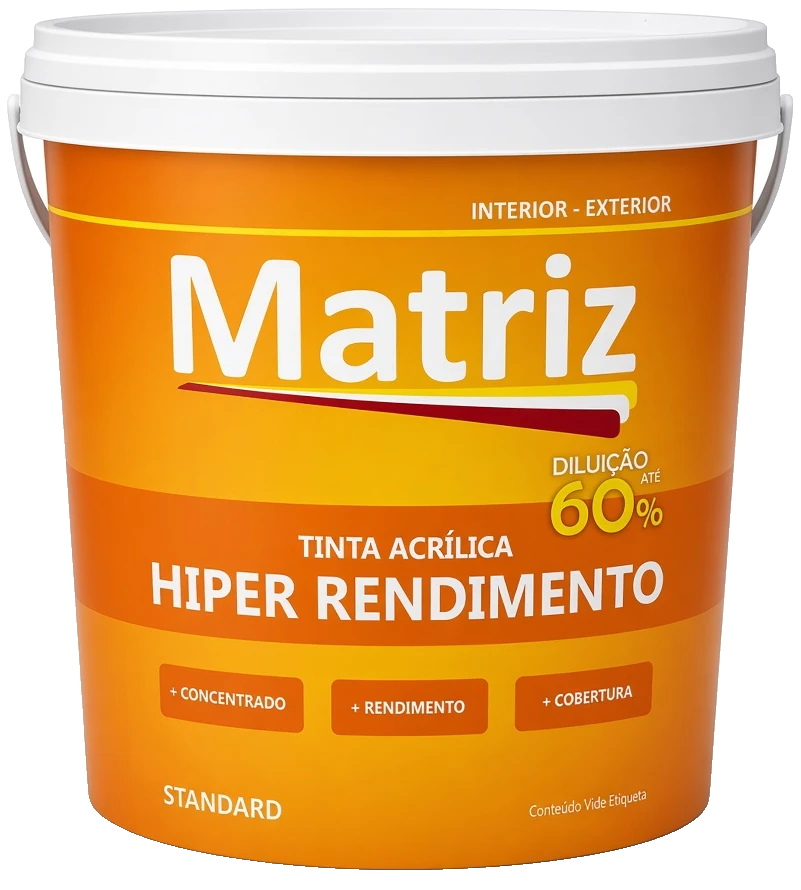 INTERIOR - EXTERIOR
Matriz
DILUIÇÃO
ATÉ
60%
TINTA ACRÍLICA
HIPER RENDIMENTO
+ CONCENTRADO
+ RENDIMENTO
+ COBERTURA
STANDARD
Conteúdo Vide Etiqueta